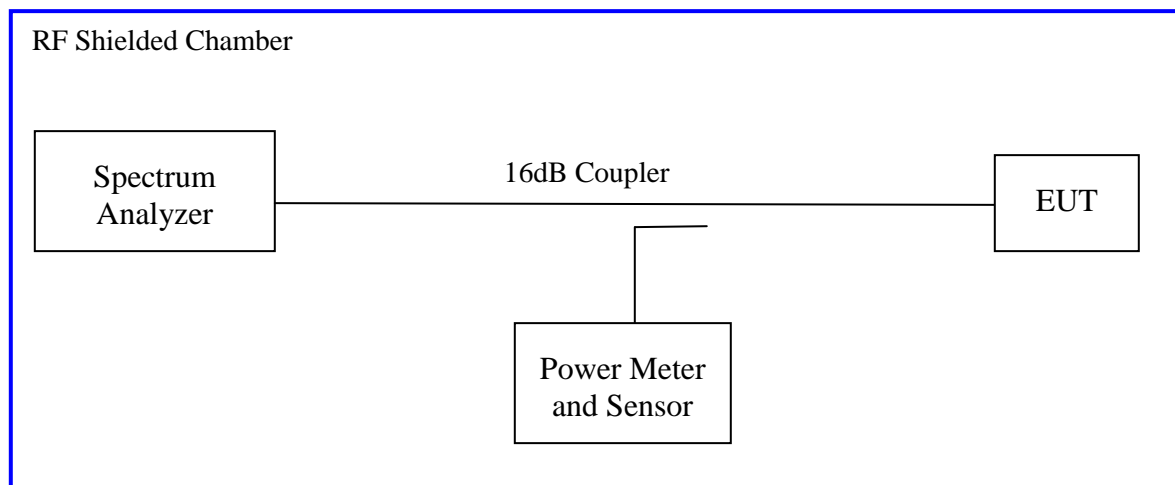 RF Shielded Chamber
16dB Coupler
Spectrum
Analyzer
EUT
Power Meter
and Sensor